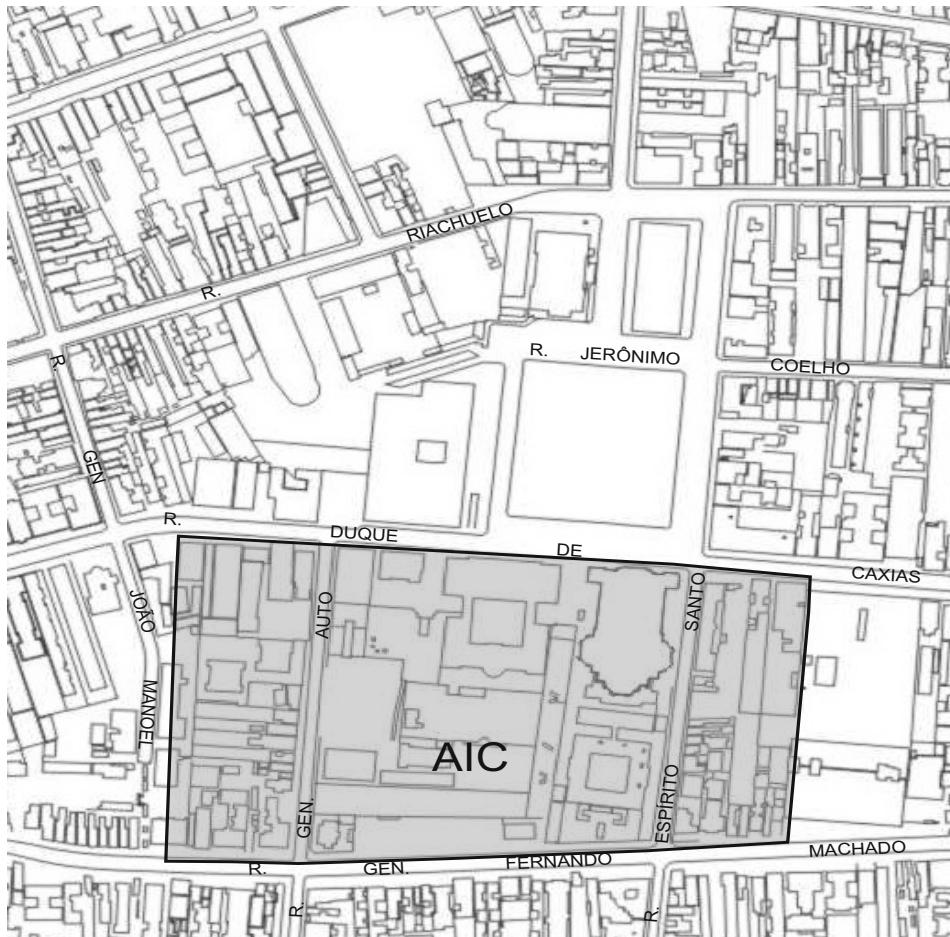 R. RIACHUELO
R. JERÔNIMO COELHO
R. GEN. JOÃO MANOEL
R. DUQUE DE CAXIAS
R. GEN. AUTO
R. ESPÍRITO SANTO
AIC
R. GEN. FERNANDO MACHADO